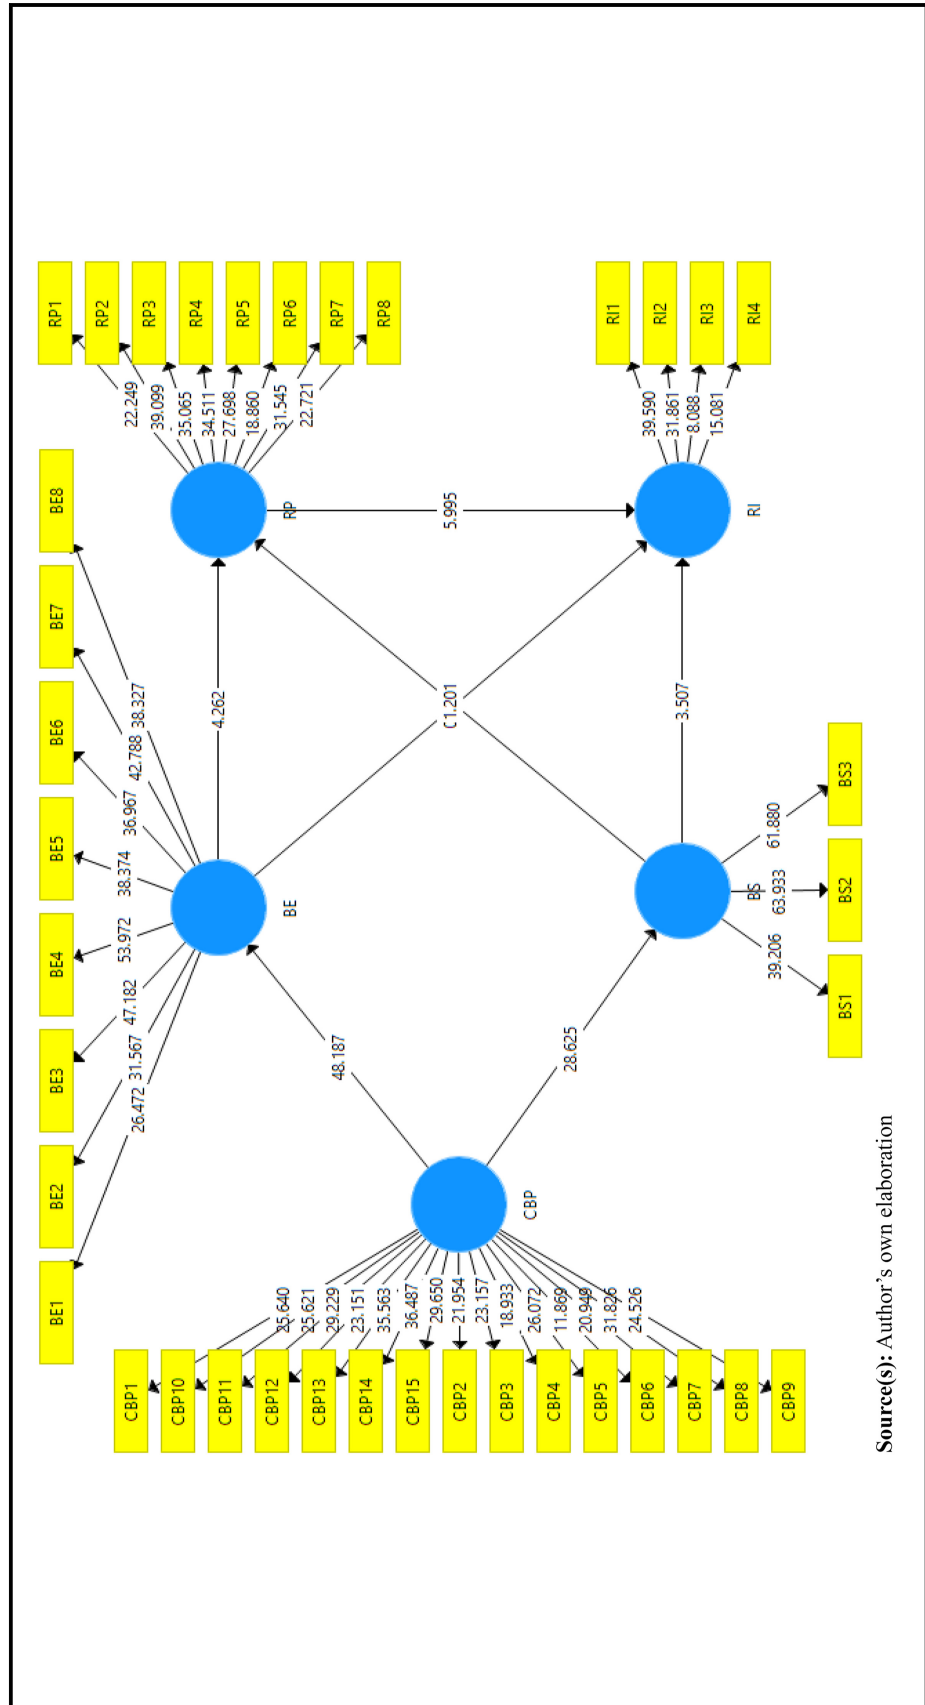 BE1
BE2
BE3
BE4
BE5
BE6
BE7
BE8
26.472
31.567
47.182
53.972
38.374
36.967
42.788
38.327
RP1
RP2
RP3
RP4
RP5
RP6
RP7
RP8
22.249
39.099
35.065
34.511
27.698
18.860
31.545
22.721
BE
4.262
RP
CBP1
CBP10
CBP11
CBP12
CBP13
CBP14
CBP15
CBP2
CBP3
CBP4
CBP5
CBP6
CBP7
CBP8
CBP9
25.640
25.621
29.229
23.151
35.563
36.487
29.650
21.954
23.157
18.933
26.072
11.869
20.949
31.826
24.526
CBP
48.187
28.625
1.201
5.995
3.507
BS
RI
RI1
RI2
RI3
RI4
39.590
31.861
8.088
15.081
39.206
63.933
61.880
BS1
BS2
BS3
Source(s): Author's own elaboration